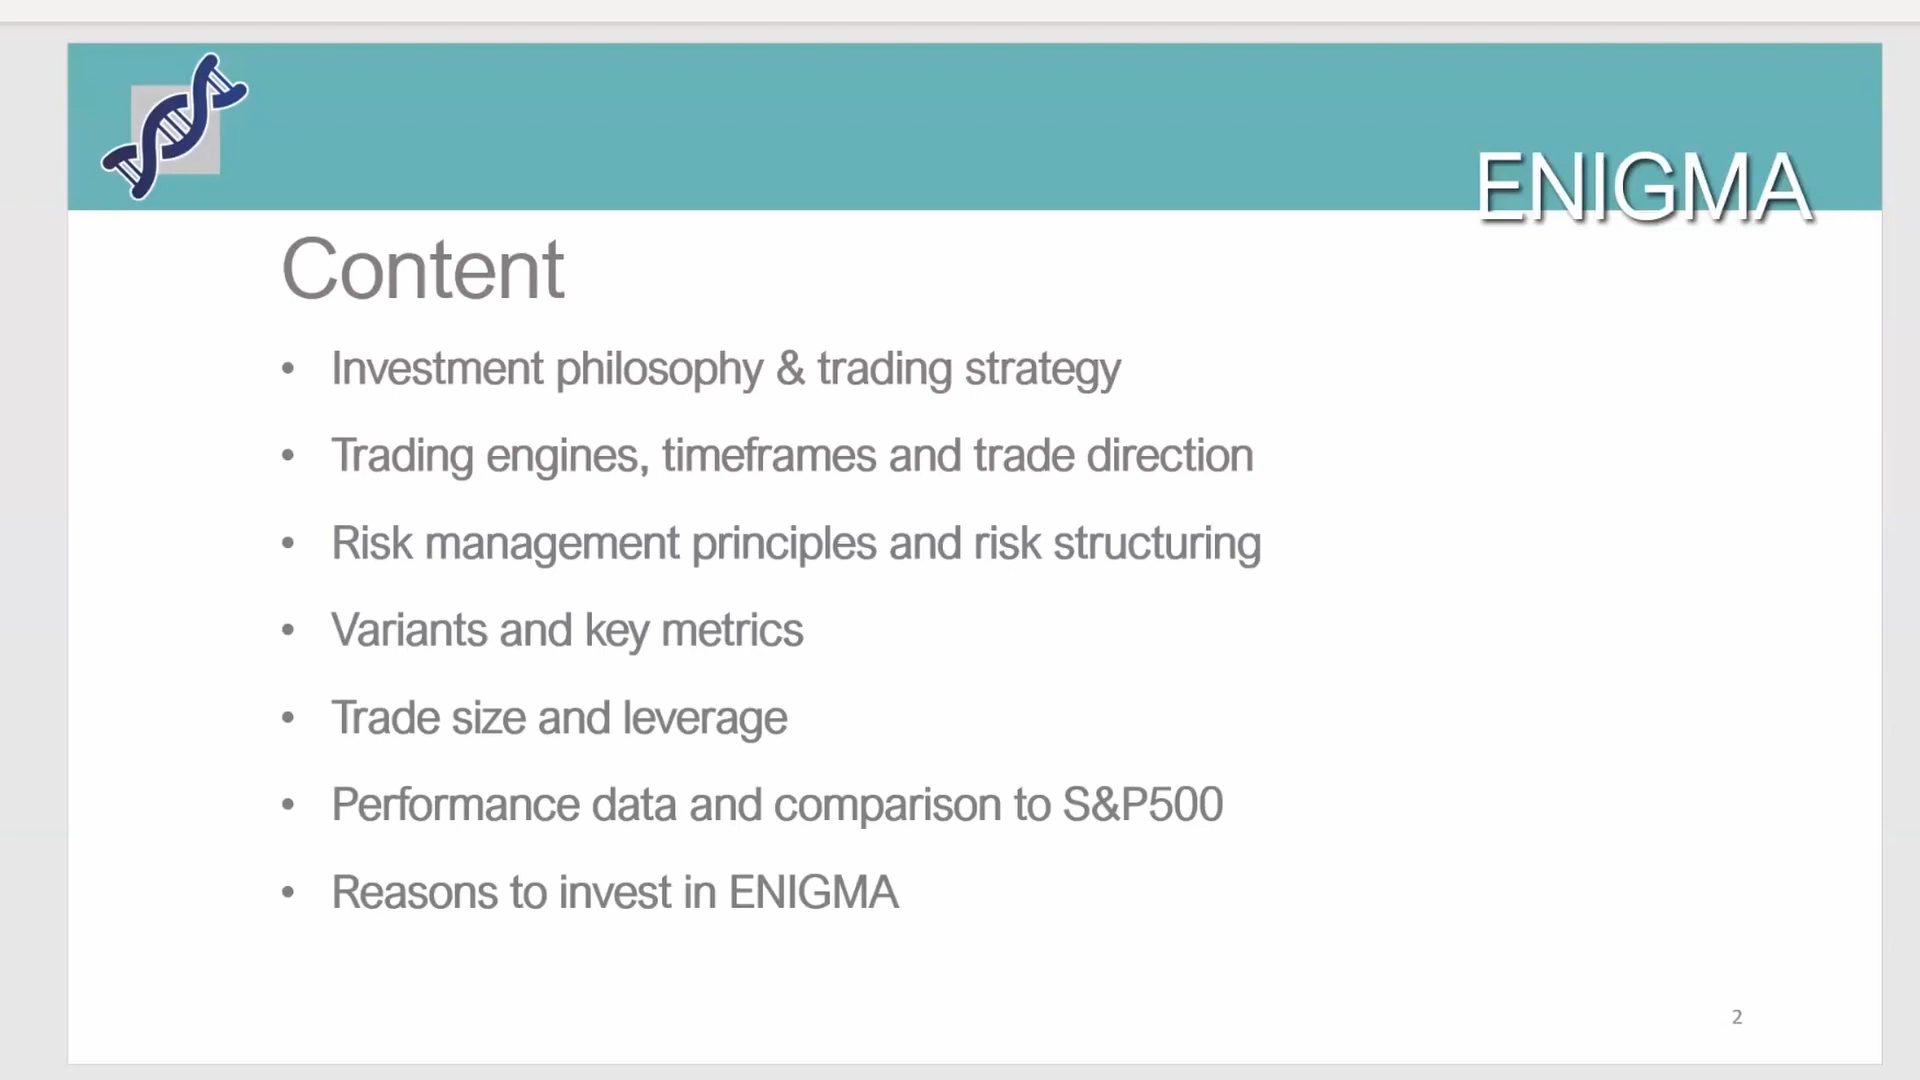 ENIGMA
Content
• Investment philosophy & trading strategy
• Trading engines, timeframes and trade direction
• Risk management principles and risk structuring
• Variants and key metrics
• Trade size and leverage
• Performance data and comparison to S&P500
• Reasons to invest in ENIGMA
2